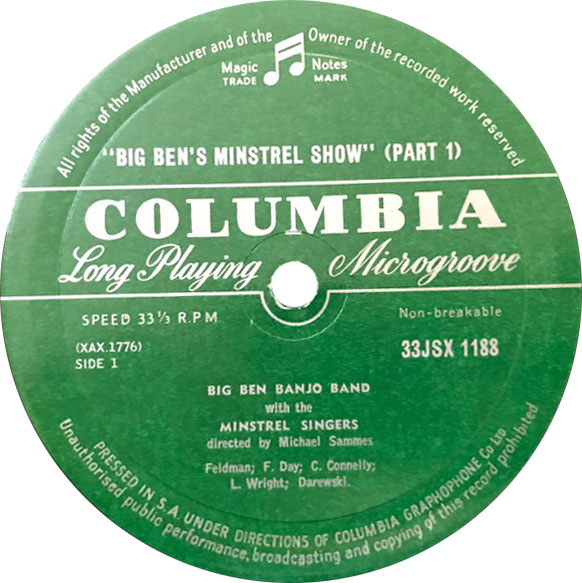 All rights of the Manufacturer and of the Owner of the recorded work reserved
Magic Notes
TRADE MARK
"BIG BEN'S MINSTREL SHOW" (PART 1)
COLUMBIA
Long Playing Microgroove
SPEED 33⅓ R.P.M
Non-breakable
(XAX.1776)
SIDE 1
33JSX 1188
BIG BEN BANJO BAND
with the
MINSTREL SINGERS
directed by Michael Sammes
Feldman; F. Day; C. Connelly;
L. Wright; Darewski.
PRESSED IN S.A. UNDER DIRECTIONS OF COLUMBIA GRAPHOPHONE Co Ltd
Unauthorised public performance, broadcasting and copying of this record prohibited